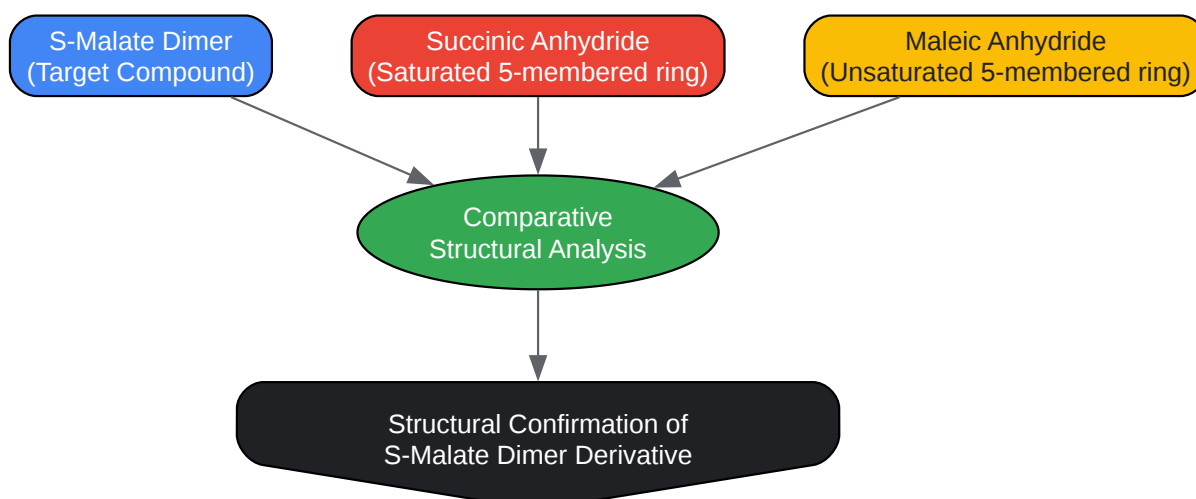 S-Malate Dimer
(Target Compound)
Succinic Anhydride
(Saturated 5-membered ring)
Maleic Anhydride
(Unsaturated 5-membered ring)
Comparative
Structural Analysis
Structural Confirmation of
S-Malate Dimer Derivative